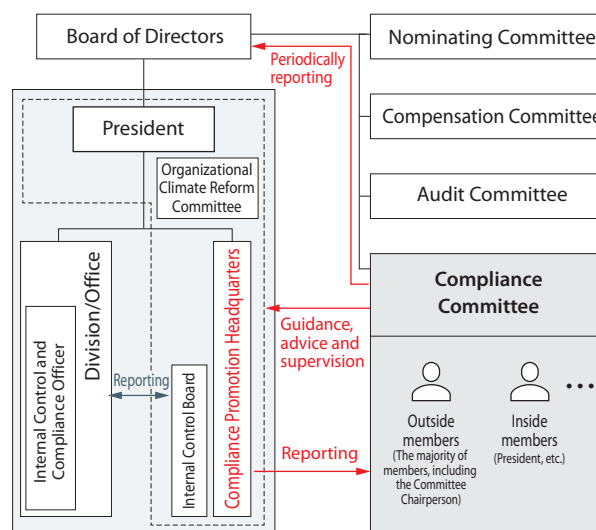 Board of Directors
Nominating Committee
Periodically
reporting
Compensation Committee
President
Organizational
Climate Reform
Committee
Audit Committee
Compliance
Committee
Division/Office
Internal Control and
Compliance Officer
Reporting
Internal Control Board
Compliance Promotion Headquarters
Guidance,
advice and
supervision
Reporting
Outside
members
(The majority of
members, including
the Committee
Chairperson)
Inside
members
(President, etc.)
•••